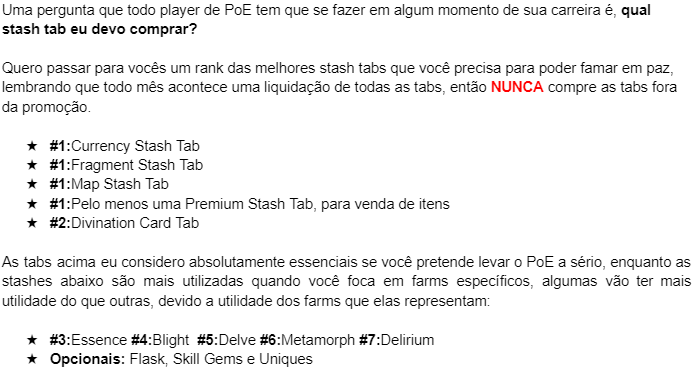 Uma pergunta que todo player de PoE tem que se fazer em algum momento de sua carreira é, qual
stash tab eu devo comprar?
Quero passar para vocês um rank das melhores stash tabs que você precisa para poder famar em paz,
lembrando que todo mês acontece uma liquidação de todas as tabs, então NUNCA compre as tabs fora
da promoção.
★ #1:Currency Stash Tab
★ #1:Fragment Stash Tab
★ #1:Map Stash Tab
★ #1:Pelo menos uma Premium Stash Tab, para venda de itens
★ #2:Divination Card Tab
As tabs acima eu considero absolutamente essenciais se você pretende levar o PoE a sério, enquanto as
stashes abaixo são mais utilizadas quando você foca em farms específicos, algumas vão ter mais
utilidade do que outras, devido a utilidade dos farms que elas representam:
★ #3:Essence #4:Blight #5:Delve #6:Metamorph #7:Delirium
★ Opcionais: Flask, Skill Gems e Uniques